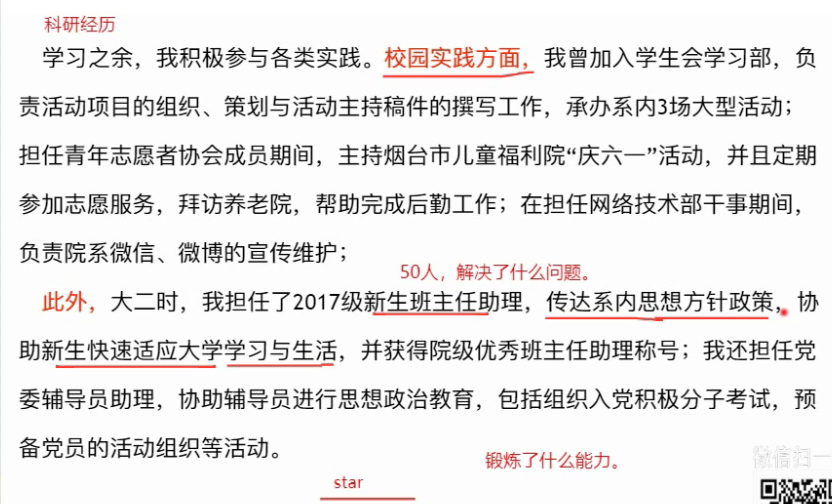 科研经历
学习之余，我积极参与各类实践。校园实践方面，我曾加入学生会学习部，负
责活动项目的组织、策划与活动主持稿件的撰写工作，承办系内3场大型活动；
担任青年志愿者协会成员期间，主持烟台市儿童福利院“庆六一”活动，并且定期
参加志愿服务，拜访养老院，帮助完成后勤工作；在担任网络技术部干事期间，
负责院系微信、微博的宣传维护；
50人，解决了什么问题。
此外，大二时，我担任了2017级新生班主任助理，传达系内思想方针政策，协
助新生快速适应大学学习与生活，并获得院级优秀班主任助理称号；我还担任党
委辅导员助理，协助辅导员进行思想政治教育，包括组织入党积极分子考试，预
备党员的活动组织等活动。
锻炼了什么能力。
star
微信扫一